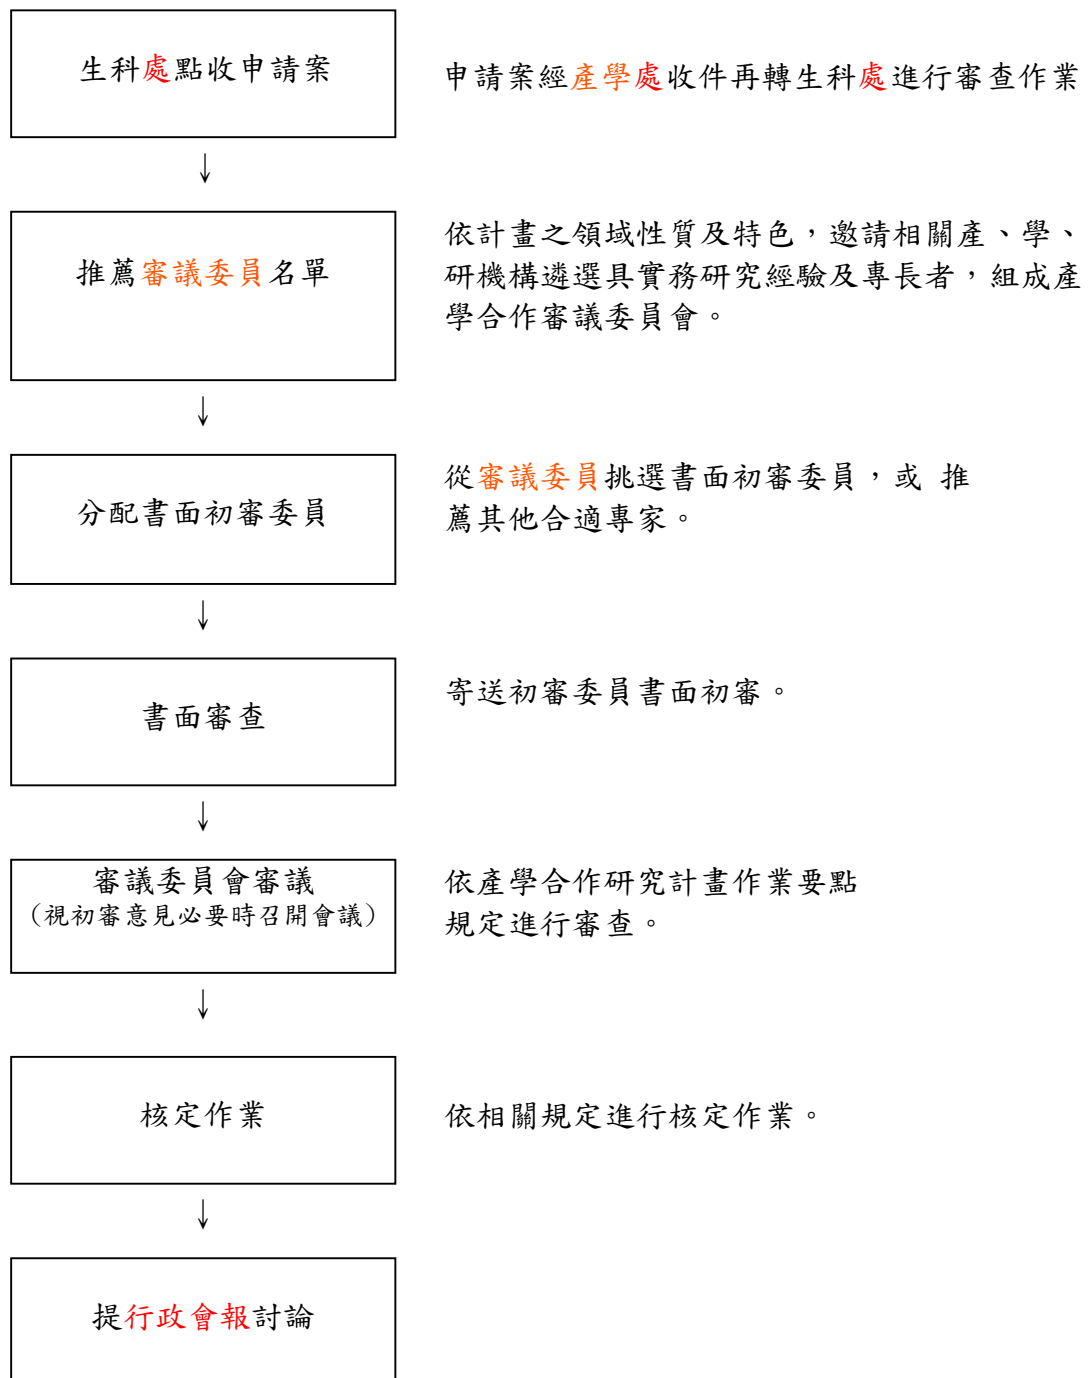 生科處點收申請案
申請案經產學處收件再轉生科處進行審查作業
↓
推薦審議委員名單
依計畫之領域性質及特色，邀請相關產、學、
研機構遴選具實務研究經驗及專長者，組成產
學合作審議委員會。
↓
分配書面初審委員
從審議委員挑選書面初審委員，或 推
薦其他合適專家。
↓
書面審查
寄送初審委員書面初審。
↓
審議委員會審議
（視初審意見必要時召開會議）
依產學合作研究計畫作業要點
規定進行審查。
↓
核定作業
依相關規定進行核定作業。
↓
提行政會報討論